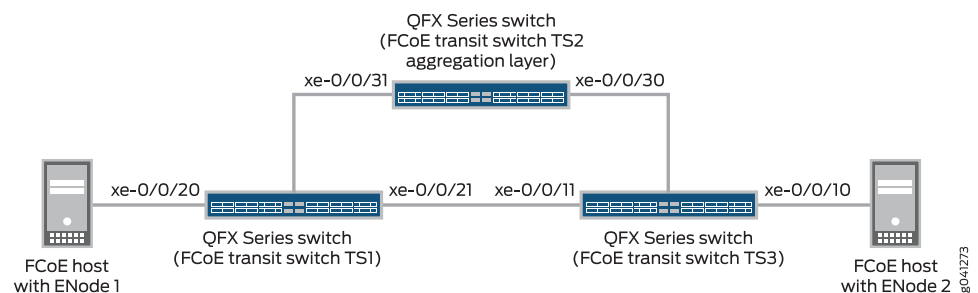 QFX Series switch
(FCoE transit switch TS2
aggregation layer)
xe-0/0/31
xe-0/0/30
xe-0/0/20
xe-0/0/21
xe-0/0/11
xe-0/0/10
QFX Series switch
(FCoE transit switch TS1)
QFX Series switch
(FCoE transit switch TS3)
FCoE host
with ENode 1
FCoE host
with ENode 2
g041273